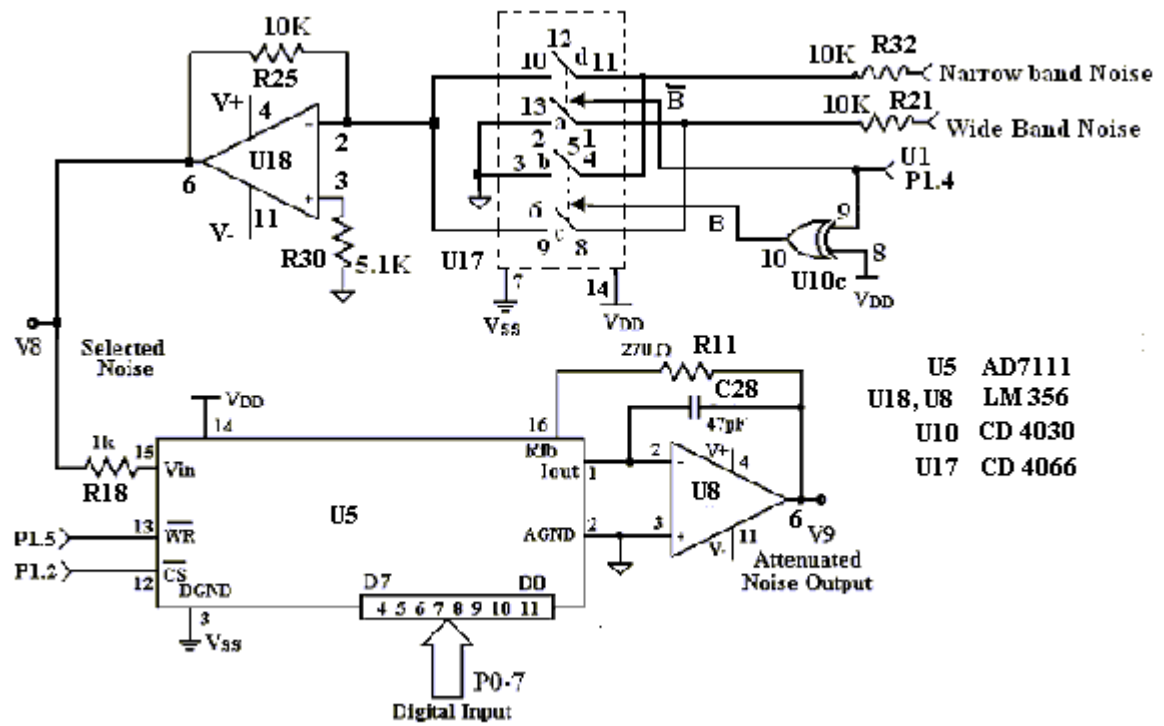 10K
R25
V+
4
U18
6
-
2
+
3
V-
11
R30
5.1K
12
10
d
11
13
a
2
1
5
3
b
4
6
c
9
8
U17
7
14
Vss
VDD
B
B
10K
R32
Narrow band Noise
10K
R21
Wide Band Noise
U1
P1.4
9
8
10
U10c
VDD
V8
Selected
Noise
VDD
14
1k
15
Vin
R18
P1.5
13
WR
P1.2
12
CS
DGND
3
Vss
U5
16
Rfb
Iout
1
AGND
2
D7
D0
4 5 6 7 8 9 10 11
P0-7
Digital Input
270Ω
R11
C28
47pF
2
-
V+
4
U8
3
+
V-
11
6
V9
Attenuated
Noise Output
U5 AD7111
U18, U8 LM 356
U10 CD 4030
U17 CD 4066